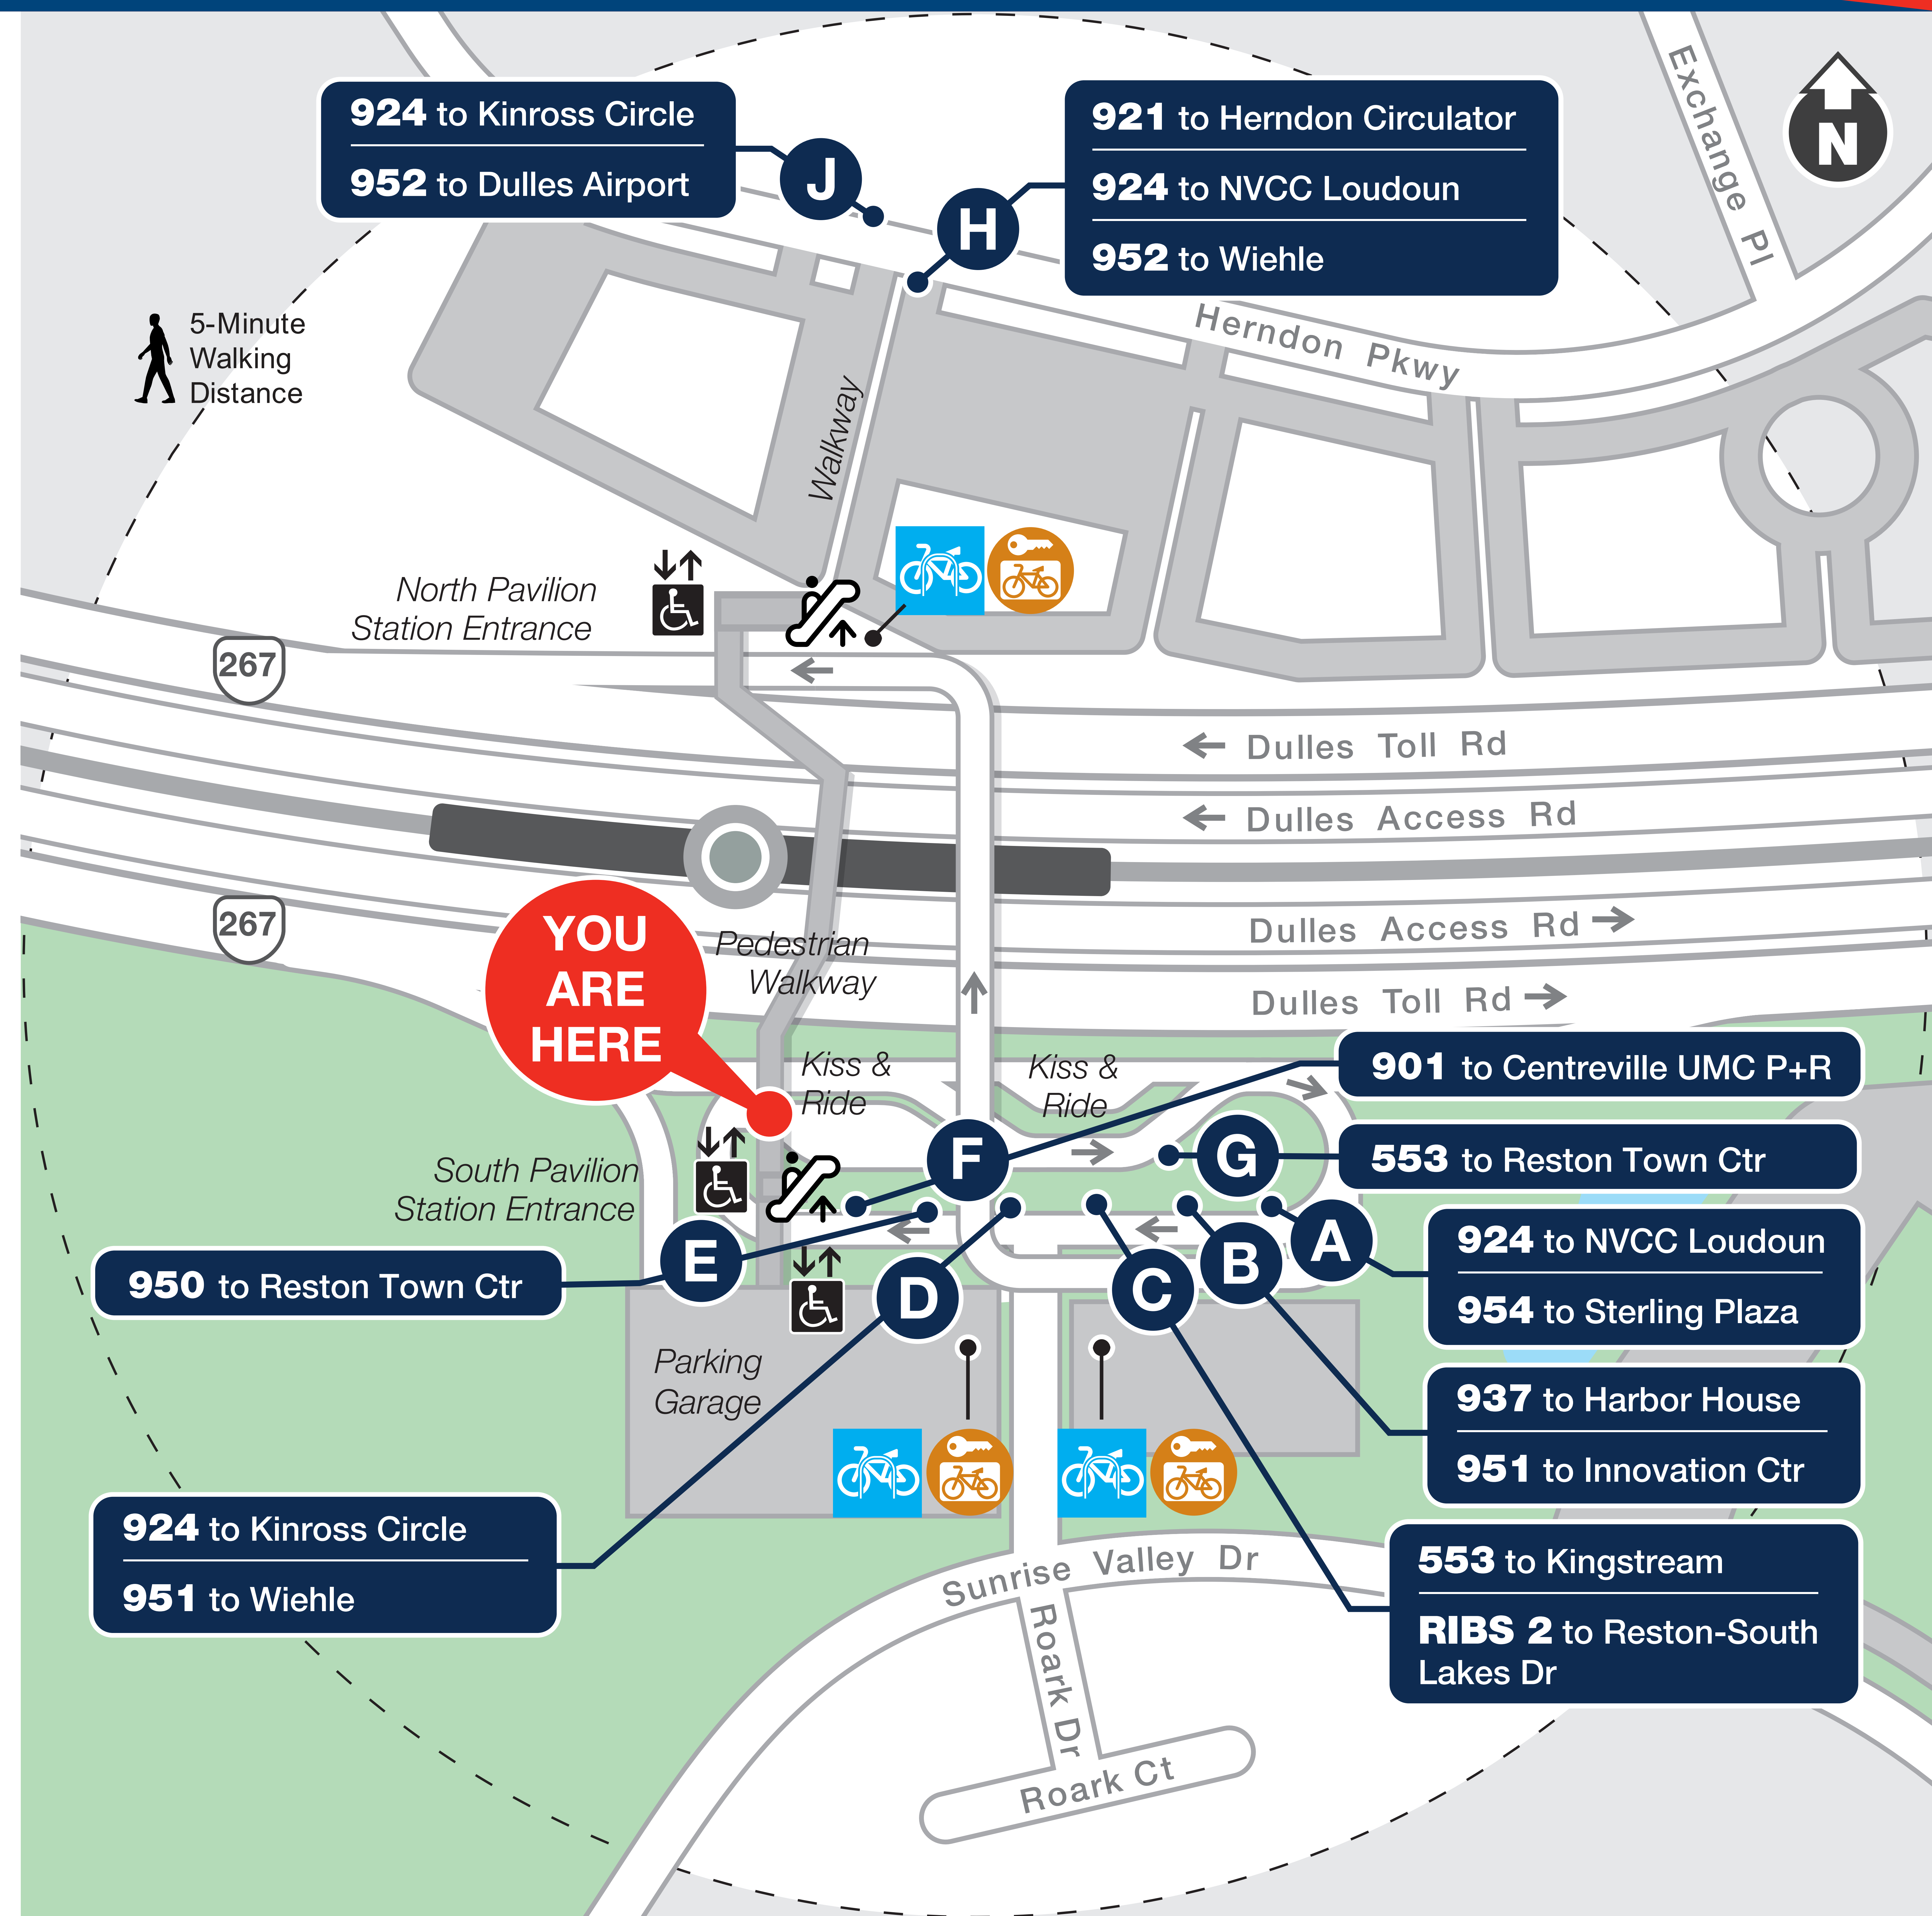 924 to Kinross Circle
952 to Dulles Airport
J
H
921 to Herndon Circulator
924 to NVCC Loudoun
952 to Wiehle
Exchange Pl
N
5-Minute
Walking
Distance
Herndon Pkwy
Walkway
North Pavilion
Station Entrance
267
Dulles Toll Rd
Dulles Access Rd
267
YOU
ARE
HERE
Pedestrian
Walkway
Dulles Access Rd
Dulles Toll Rd
Kiss &
Ride
Kiss &
Ride
901 to Centreville UMC P+R
F
G
553 to Reston Town Ctr
South Pavilion
Station Entrance
E
950 to Reston Town Ctr
D
C
B
A
924 to NVCC Loudoun
954 to Sterling Plaza
Parking
Garage
937 to Harbor House
951 to Innovation Ctr
924 to Kinross Circle
951 to Wiehle
Sunrise Valley Dr
553 to Kingstream
RIBS 2 to Reston-South
Lakes Dr
Roark Dr
Roark Ct